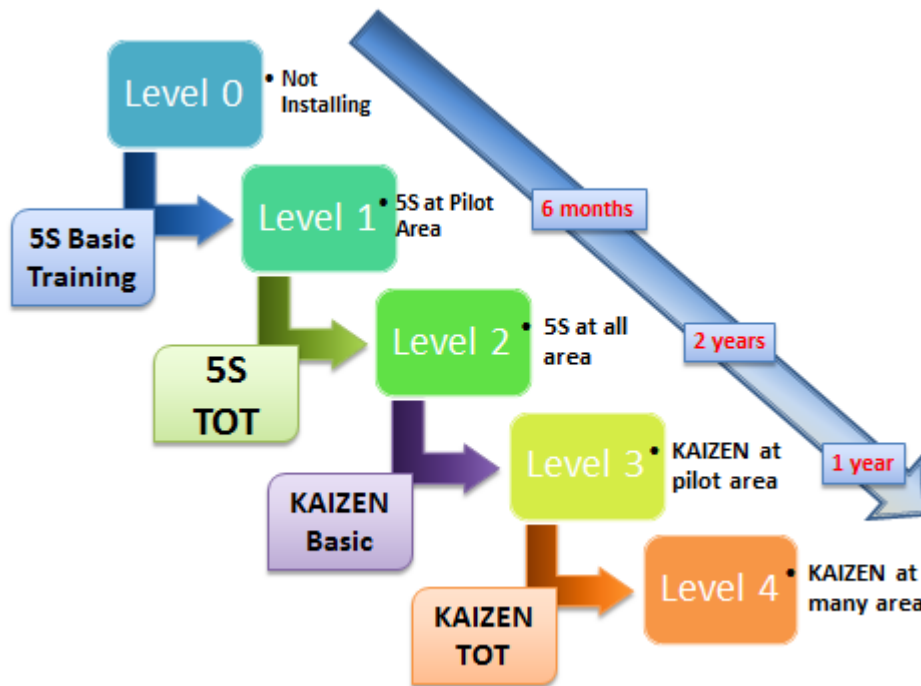 Level 0
• Not
Installing
5S Basic
Training
Level 1
• 5S at Pilot
Area
6 months
5S
TOT
Level 2
• 5S at all
area
2 years
KAIZEN
Basic
Level 3
• KAIZEN at
pilot area
1 year
KAIZEN
TOT
Level 4
• KAIZEN at
many area